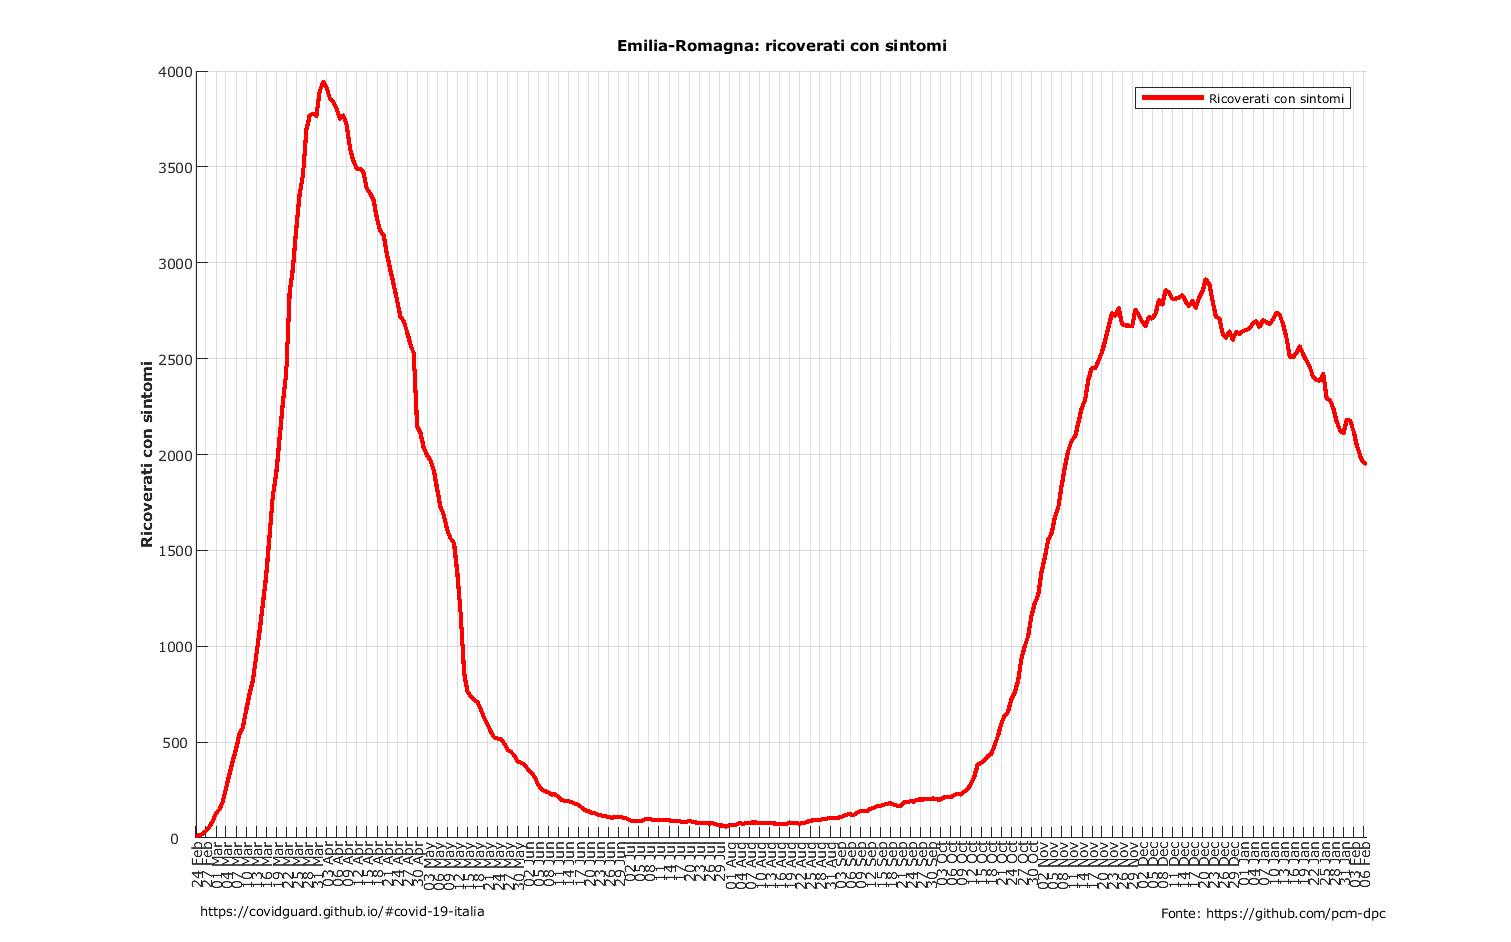 Emilia-Romagna: ricoverati con sintomi
Ricoverati con sintomi
Ricoverati con sintomi
4000
3500
3000
2500
2000
1500
1000
500
0
24 Feb
27 Feb
01 Mar
04 Mar
07 Mar
10 Mar
13 Mar
16 Mar
19 Mar
22 Mar
25 Mar
28 Mar
31 Mar
03 Apr
06 Apr
09 Apr
12 Apr
15 Apr
18 Apr
21 Apr
24 Apr
27 Apr
30 Apr
03 May
06 May
09 May
12 May
15 May
18 May
21 May
24 May
27 May
30 May
02 Jun
05 Jun
08 Jun
11 Jun
14 Jun
17 Jun
20 Jun
23 Jun
26 Jun
29 Jun
02 Jul
05 Jul
08 Jul
11 Jul
14 Jul
17 Jul
20 Jul
23 Jul
26 Jul
29 Jul
01 Aug
04 Aug
07 Aug
10 Aug
13 Aug
16 Aug
19 Aug
22 Aug
25 Aug
28 Aug
31 Aug
03 Sep
06 Sep
09 Sep
12 Sep
15 Sep
18 Sep
21 Sep
24 Sep
27 Sep
30 Sep
03 Oct
06 Oct
09 Oct
12 Oct
15 Oct
18 Oct
21 Oct
24 Oct
27 Oct
30 Oct
02 Nov
05 Nov
08 Nov
11 Nov
14 Nov
17 Nov
20 Nov
23 Nov
26 Nov
29 Nov
02 Dec
05 Dec
08 Dec
11 Dec
14 Dec
17 Dec
20 Dec
23 Dec
26 Dec
29 Dec
01 Jan
04 Jan
07 Jan
10 Jan
13 Jan
16 Jan
19 Jan
22 Jan
25 Jan
28 Jan
31 Jan
03 Feb
06 Feb
https://covidguard.github.io/#covid-19-italia
Fonte: https://github.com/pcm-dpc